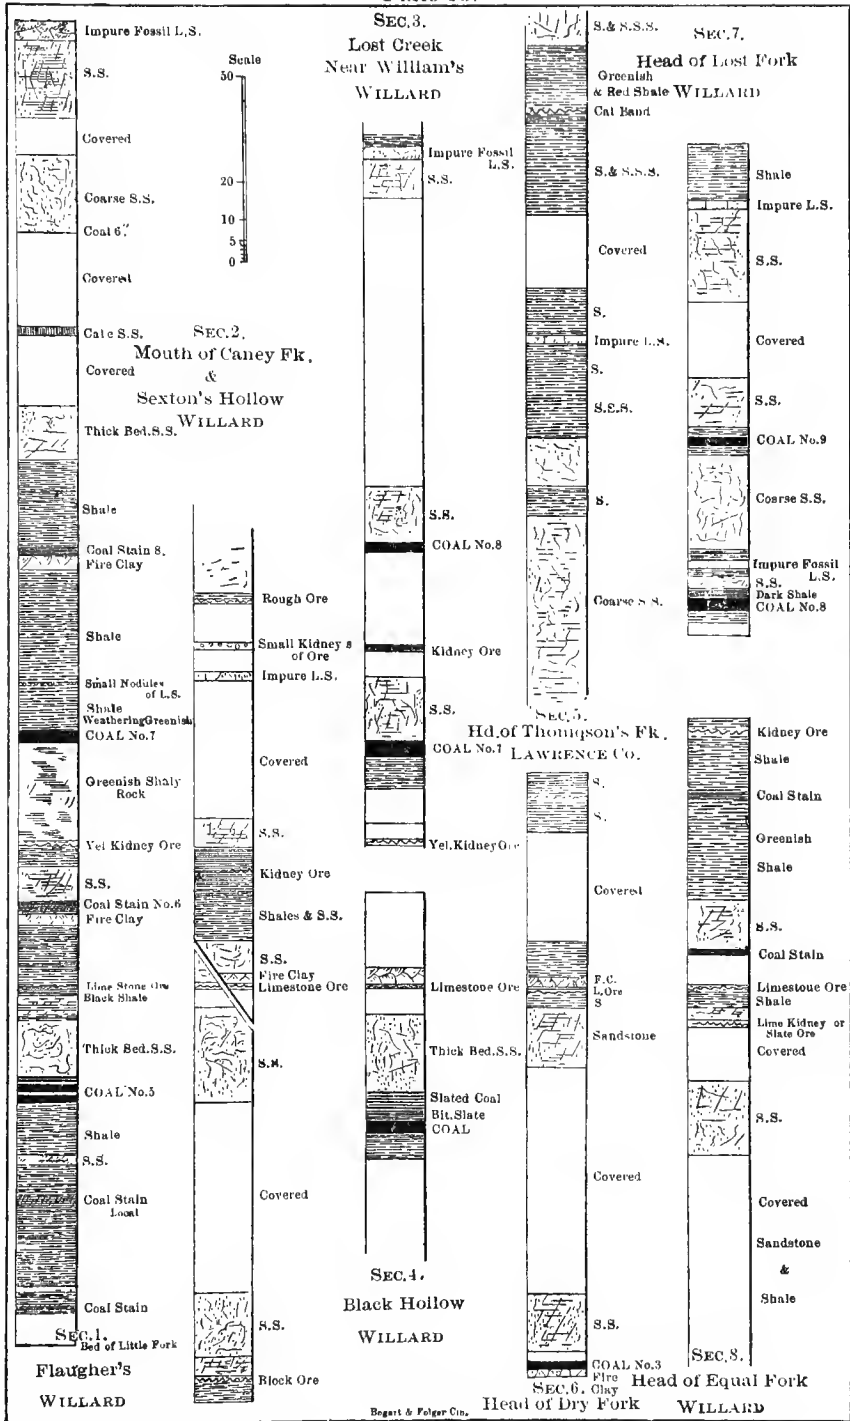 Impure Fossil L.S.
S.S.
Covered
Coarse S.S.
Coal 6"
Covered
Calc S.S.
Covered
Thick Bed.S.S.
Shale
Coal Stain 8.
Fire Clay
Shale
Small Nodules
of L.S.
Shale
Weathering Greenish
COAL No.7
Greenish Shaly
Rock
Yel Kidney Ore
S.S.
Coal Stain No.6
Fire Clay
Lime Stone Ore
Black Shale
Thick Bed.S.S.
COAL No.5
Shale
S.S.
Coal Stain
Local
Coal Stain
SEC.1.
Bed of Little Fork
Flaugher's
WILLARD
Scale
50
20
10
5
0
SEC.2.
Mouth of Caney Fk.
&
Sexton's Hollow
WILLARD
Rough Ore
Small Kidneys
of Ore
Impure L.S.
Covered
S.S.
Kidney Ore
Shales & S.S.
S.S.
Fire Clay
Limestone Ore
Covered
S.S.
Block Ore
SEC.3.
Lost Creek
Near William's
WILLARD
Impure Fossil
L.S.
S.S.
S.S.
COAL No.8
Kidney Ore
S.S.
COAL No.7
Yel.Kidney Ore
Limestone Ore
Thick Bed.S.S.
Slated Coal
Bit.Slate
COAL
SEC.4.
Black Hollow
WILLARD
Bogart & Folger Cin.
S.& S.S.S.
Greenish
& Red Shale
Cal Band
S.& S.S.S.
Covered
S.
Impure L.S.
S.
S.
Coarse S.S.
SEC.5.
Hd.of Thompson's Fk.
LAWRENCE CO.
S.
S.
Covered
F.C.
L.Ore
S
Sandstone
Covered
S.S.
COAL No.3
Fire
Clay
SEC.6.
Head of Dry Fork
SEC.7.
Head of Lost Fork
WILLARD
Shale
Impure L.S.
S.S.
Covered
S.S.
COAL No.9
Coarse S.S.
Impure Fossil
L.S.
S.S.
Dark Shale
COAL No.8
Kidney Ore
Shale
Coal Stain
Greenish
Shale
S.S.
Coal Stain
Limestone Ore
Shale
Lime Kidney or
Slate Ore
Covered
S.S.
Covered
Sandstone
&
Shale
SEC.8.
Head of Equal Fork
WILLARD